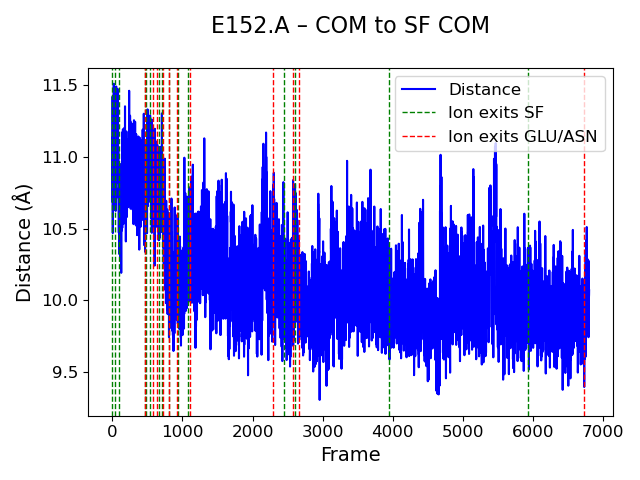 E152.A – COM to SF COM
Distance
Ion exits SF
Ion exits GLU/ASN
Distance (Å)
11.5
11.0
10.5
10.0
9.5
0 1000 2000 3000 4000 5000 6000 7000
Frame